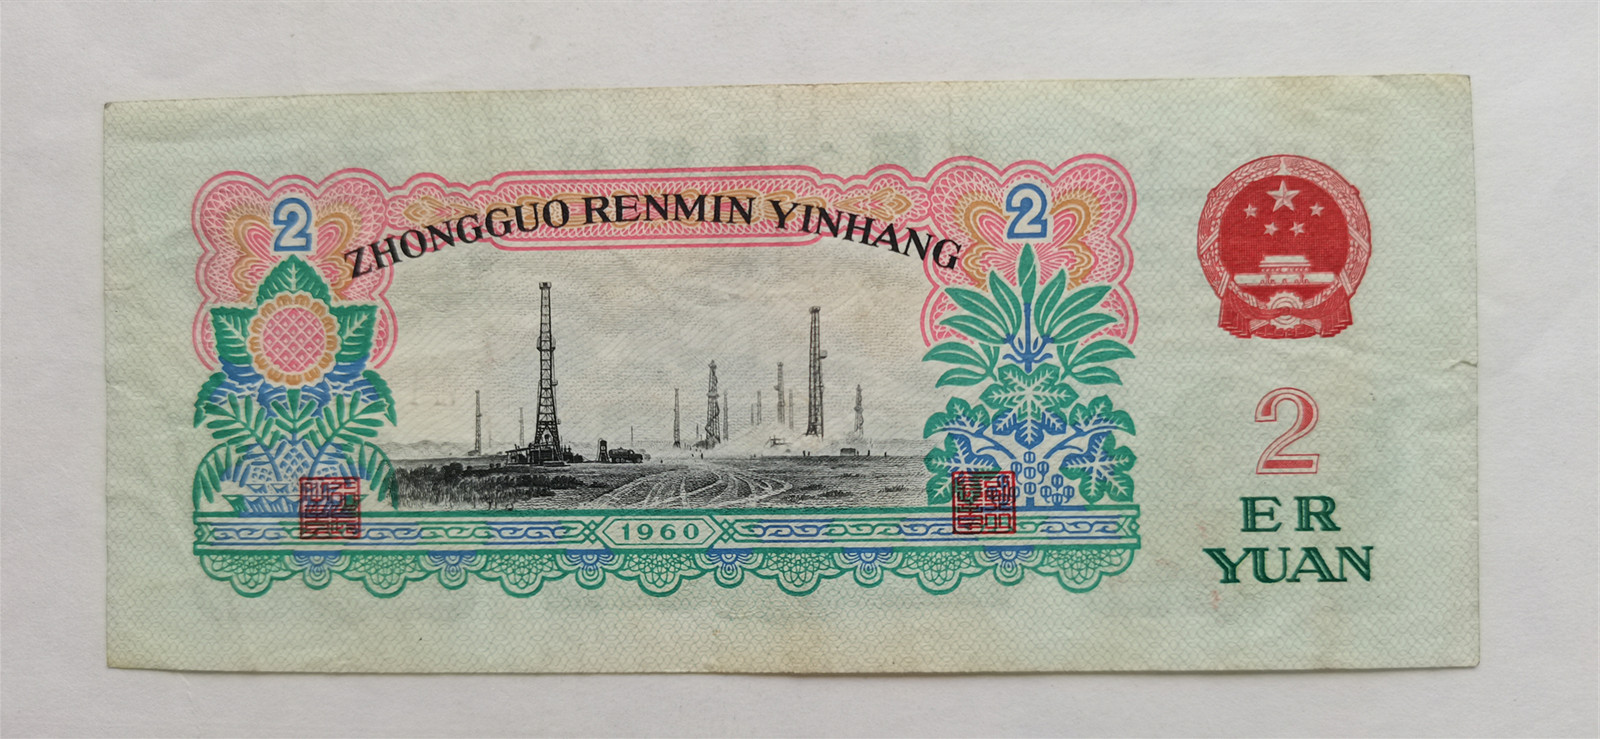 2
2
ZHONGGUO RENMIN YINHANG
1960
2
ER
YUAN